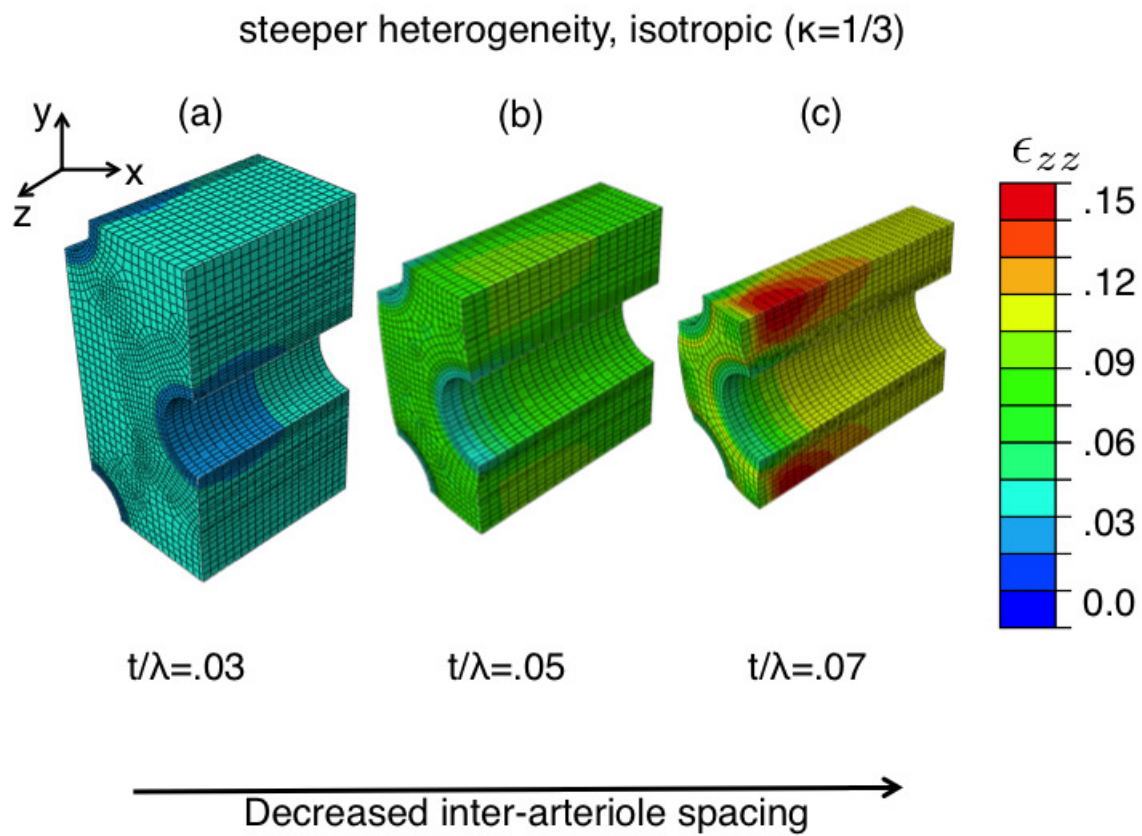 steeper heterogeneity, isotropic (κ=1/3)
(a) (b) (c)
y
x
z
ϵzz
.15
.12
.09
.06
.03
0.0
t/λ=.03 t/λ=.05 t/λ=.07
Decreased inter-arteriole spacing